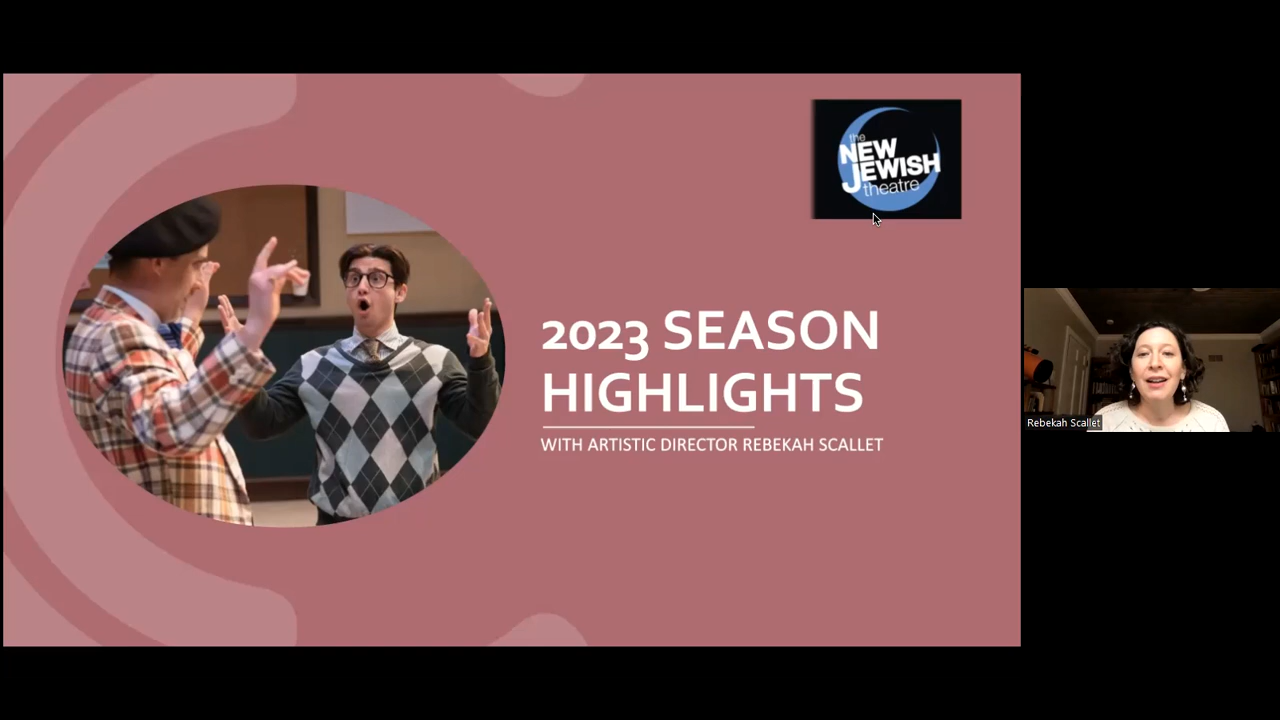 the
NEW
JEWISH
theatre
2023 SEASON
HIGHLIGHTS
WITH ARTISTIC DIRECTOR REBEKAH SCALLET
Rebekah Scallet